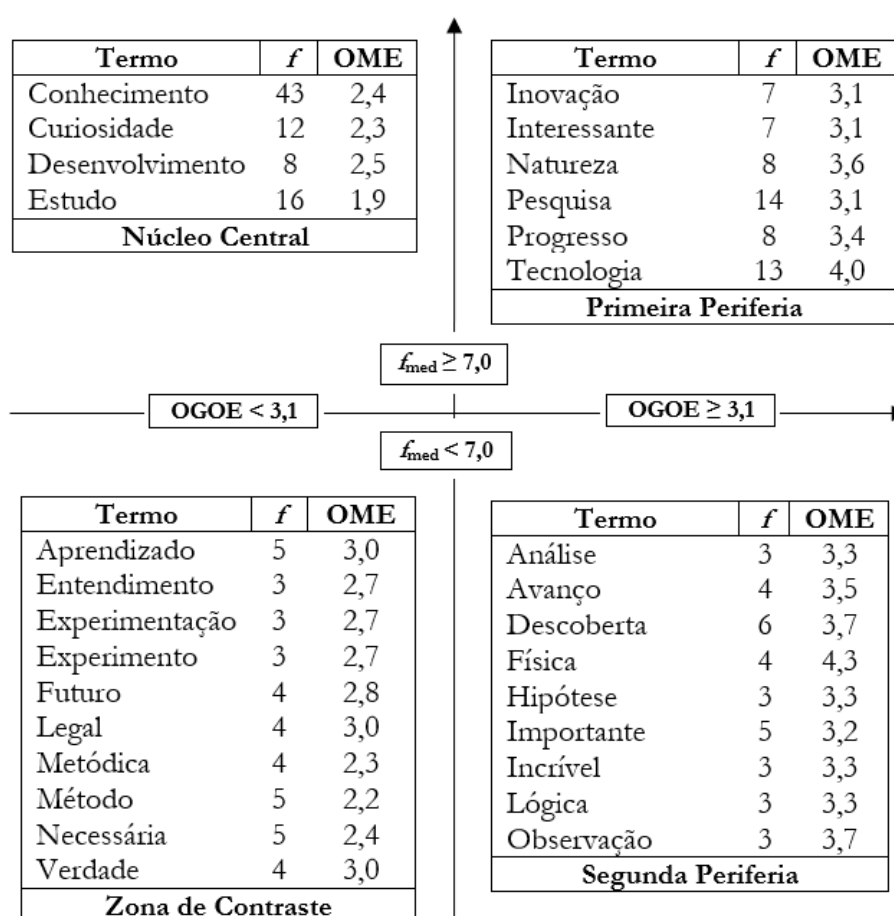 Termo f OME
Conhecimento 43 2,4
Curiosidade 12 2,3
Desenvolvimento 8 2,5
Estudo 16 1,9
Núcleo Central
Termo f OME
Inovação 7 3,1
Interessante 7 3,1
Natureza 8 3,6
Pesquisa 14 3,1
Progresso 8 3,4
Tecnologia 13 4,0
Primeira Periferia
fmed ≥ 7,0
OGOE < 3,1
OGOE ≥ 3,1
fmed < 7,0
Termo f OME
Aprendizado 5 3,0
Entendimento 3 2,7
Experimentação 3 2,7
Experimento 3 2,7
Futuro 4 2,8
Legal 4 3,0
Metódica 4 2,3
Método 5 2,2
Necessária 5 2,4
Verdade 4 3,0
Zona de Contraste
Termo f OME
Análise 3 3,3
Avanço 4 3,5
Descoberta 6 3,7
Física 4 4,3
Hipótese 3 3,3
Importante 5 3,2
Incrível 3 3,3
Lógica 3 3,3
Observação 3 3,7
Segunda Periferia